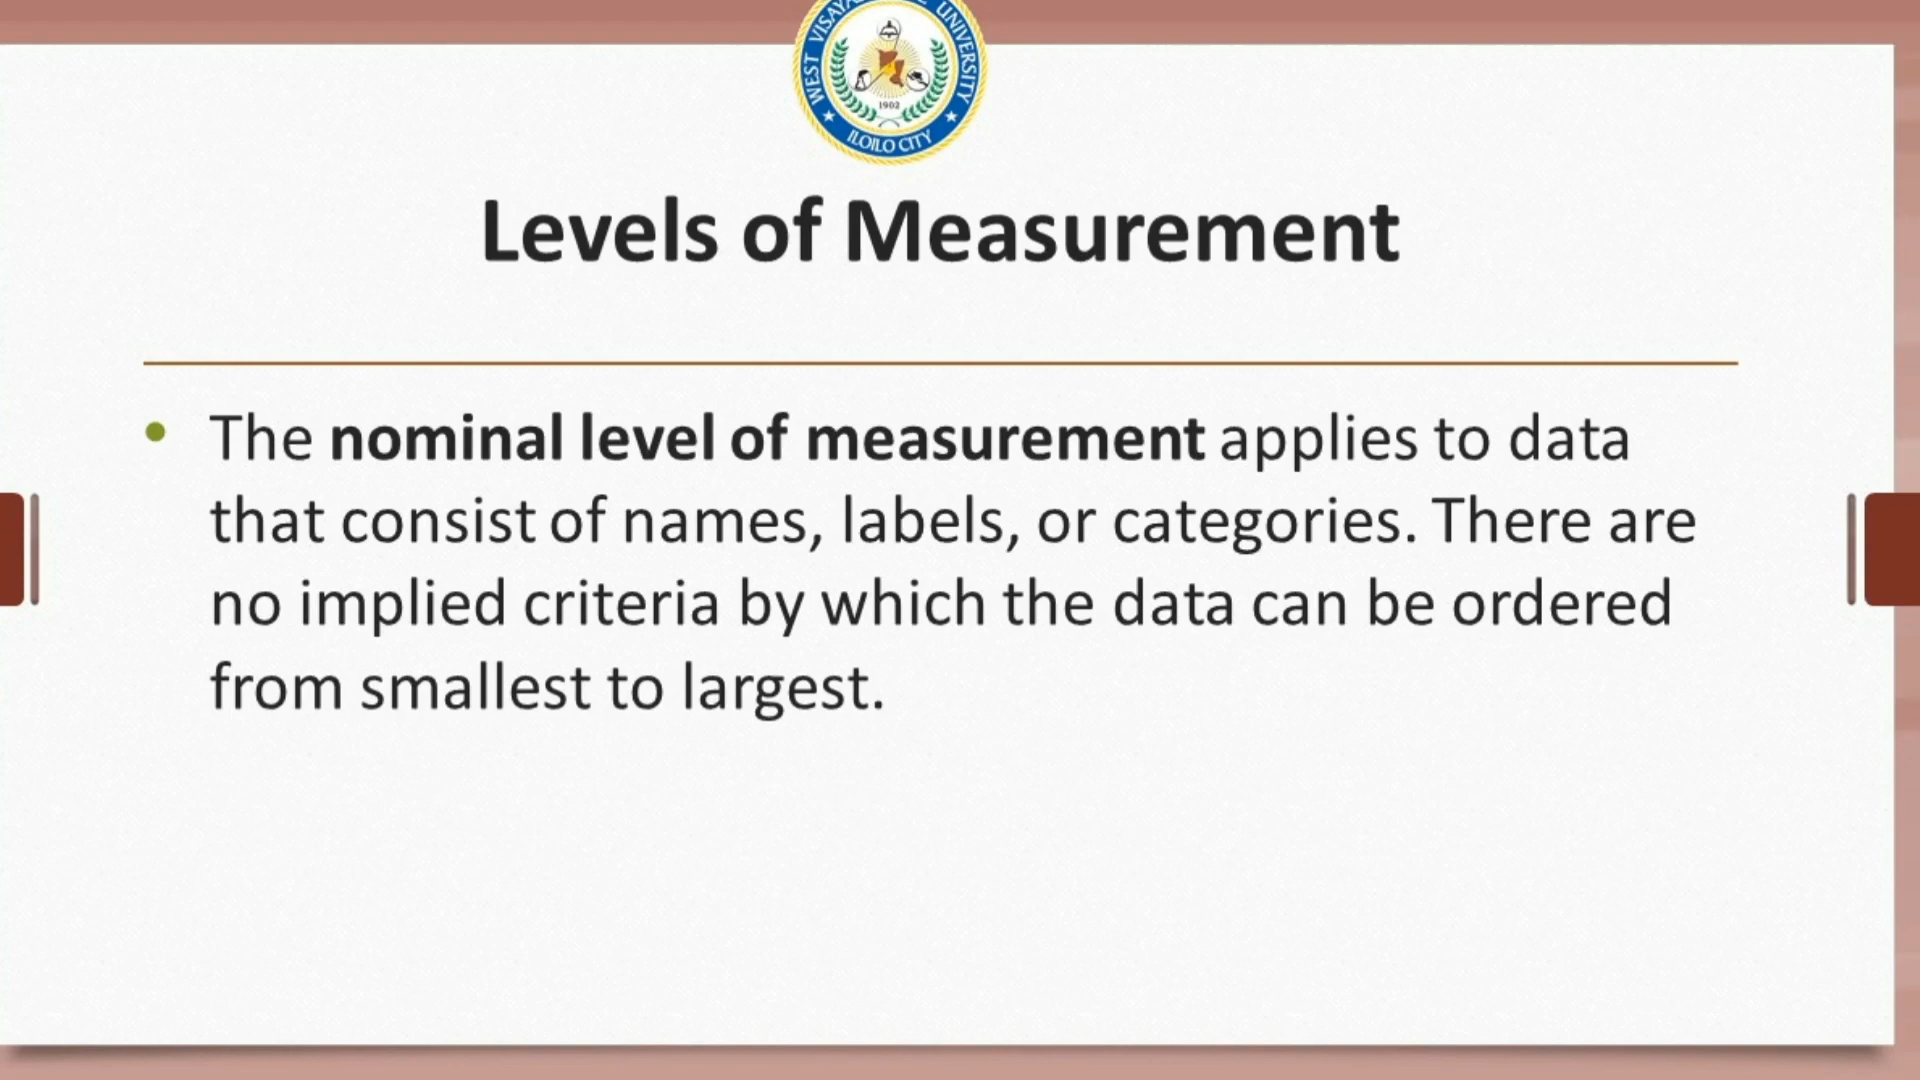 WEST VISAYAS UNIVERSITY
1902
ILOILO CITY
Levels of Measurement
• The nominal level of measurement applies to data
that consist of names, labels, or categories. There are
no implied criteria by which the data can be ordered
from smallest to largest.